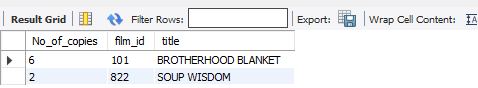 Result Grid Filter Rows: Export: Wrap Cell Content:
No_of_copies film_id title
6 101 BROTHERHOOD BLANKET
2 822 SOUP WISDOM